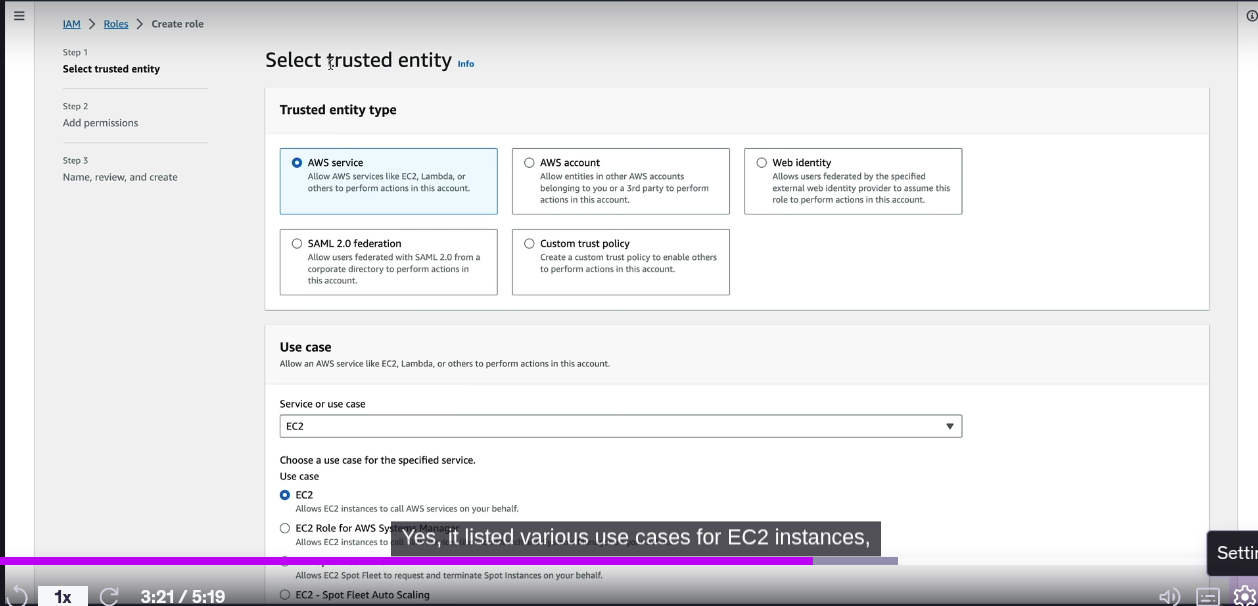 IAM > Roles > Create role
Step 1
Select trusted entity
Step 2
Add permissions
Step 3
Name, review, and create
Select trusted entity Info
Trusted entity type
AWS service
Allow AWS services like EC2, Lambda, or
others to perform actions in this account.
AWS account
Allow entities in other AWS accounts
belonging to you or a 3rd party to perform
actions in this account.
Web identity
Allows users federated by the specified
external web identity provider to assume this
role to perform actions in this account.
SAML 2.0 federation
Allow users federated with SAML 2.0 from a
corporate directory to perform actions in
this account.
Custom trust policy
Create a custom trust policy to enable others
to perform actions in this account.
Use case
Allow an AWS service like EC2, Lambda, or others to perform actions in this account.
Service or use case
EC2
Choose a use case for the specified service.
Use case
EC2
Allows EC2 instances to call AWS services on your behalf.
EC2 Role for AWS Systems Manager
Allows EC2 instances to
Yes, it listed various use cases for EC2 instances,
Allows EC2 Spot Fleet to request and terminate Spot Instances on your behalf.
EC2 - Spot Fleet Auto Scaling
Setti
1x
3:21 / 5:19